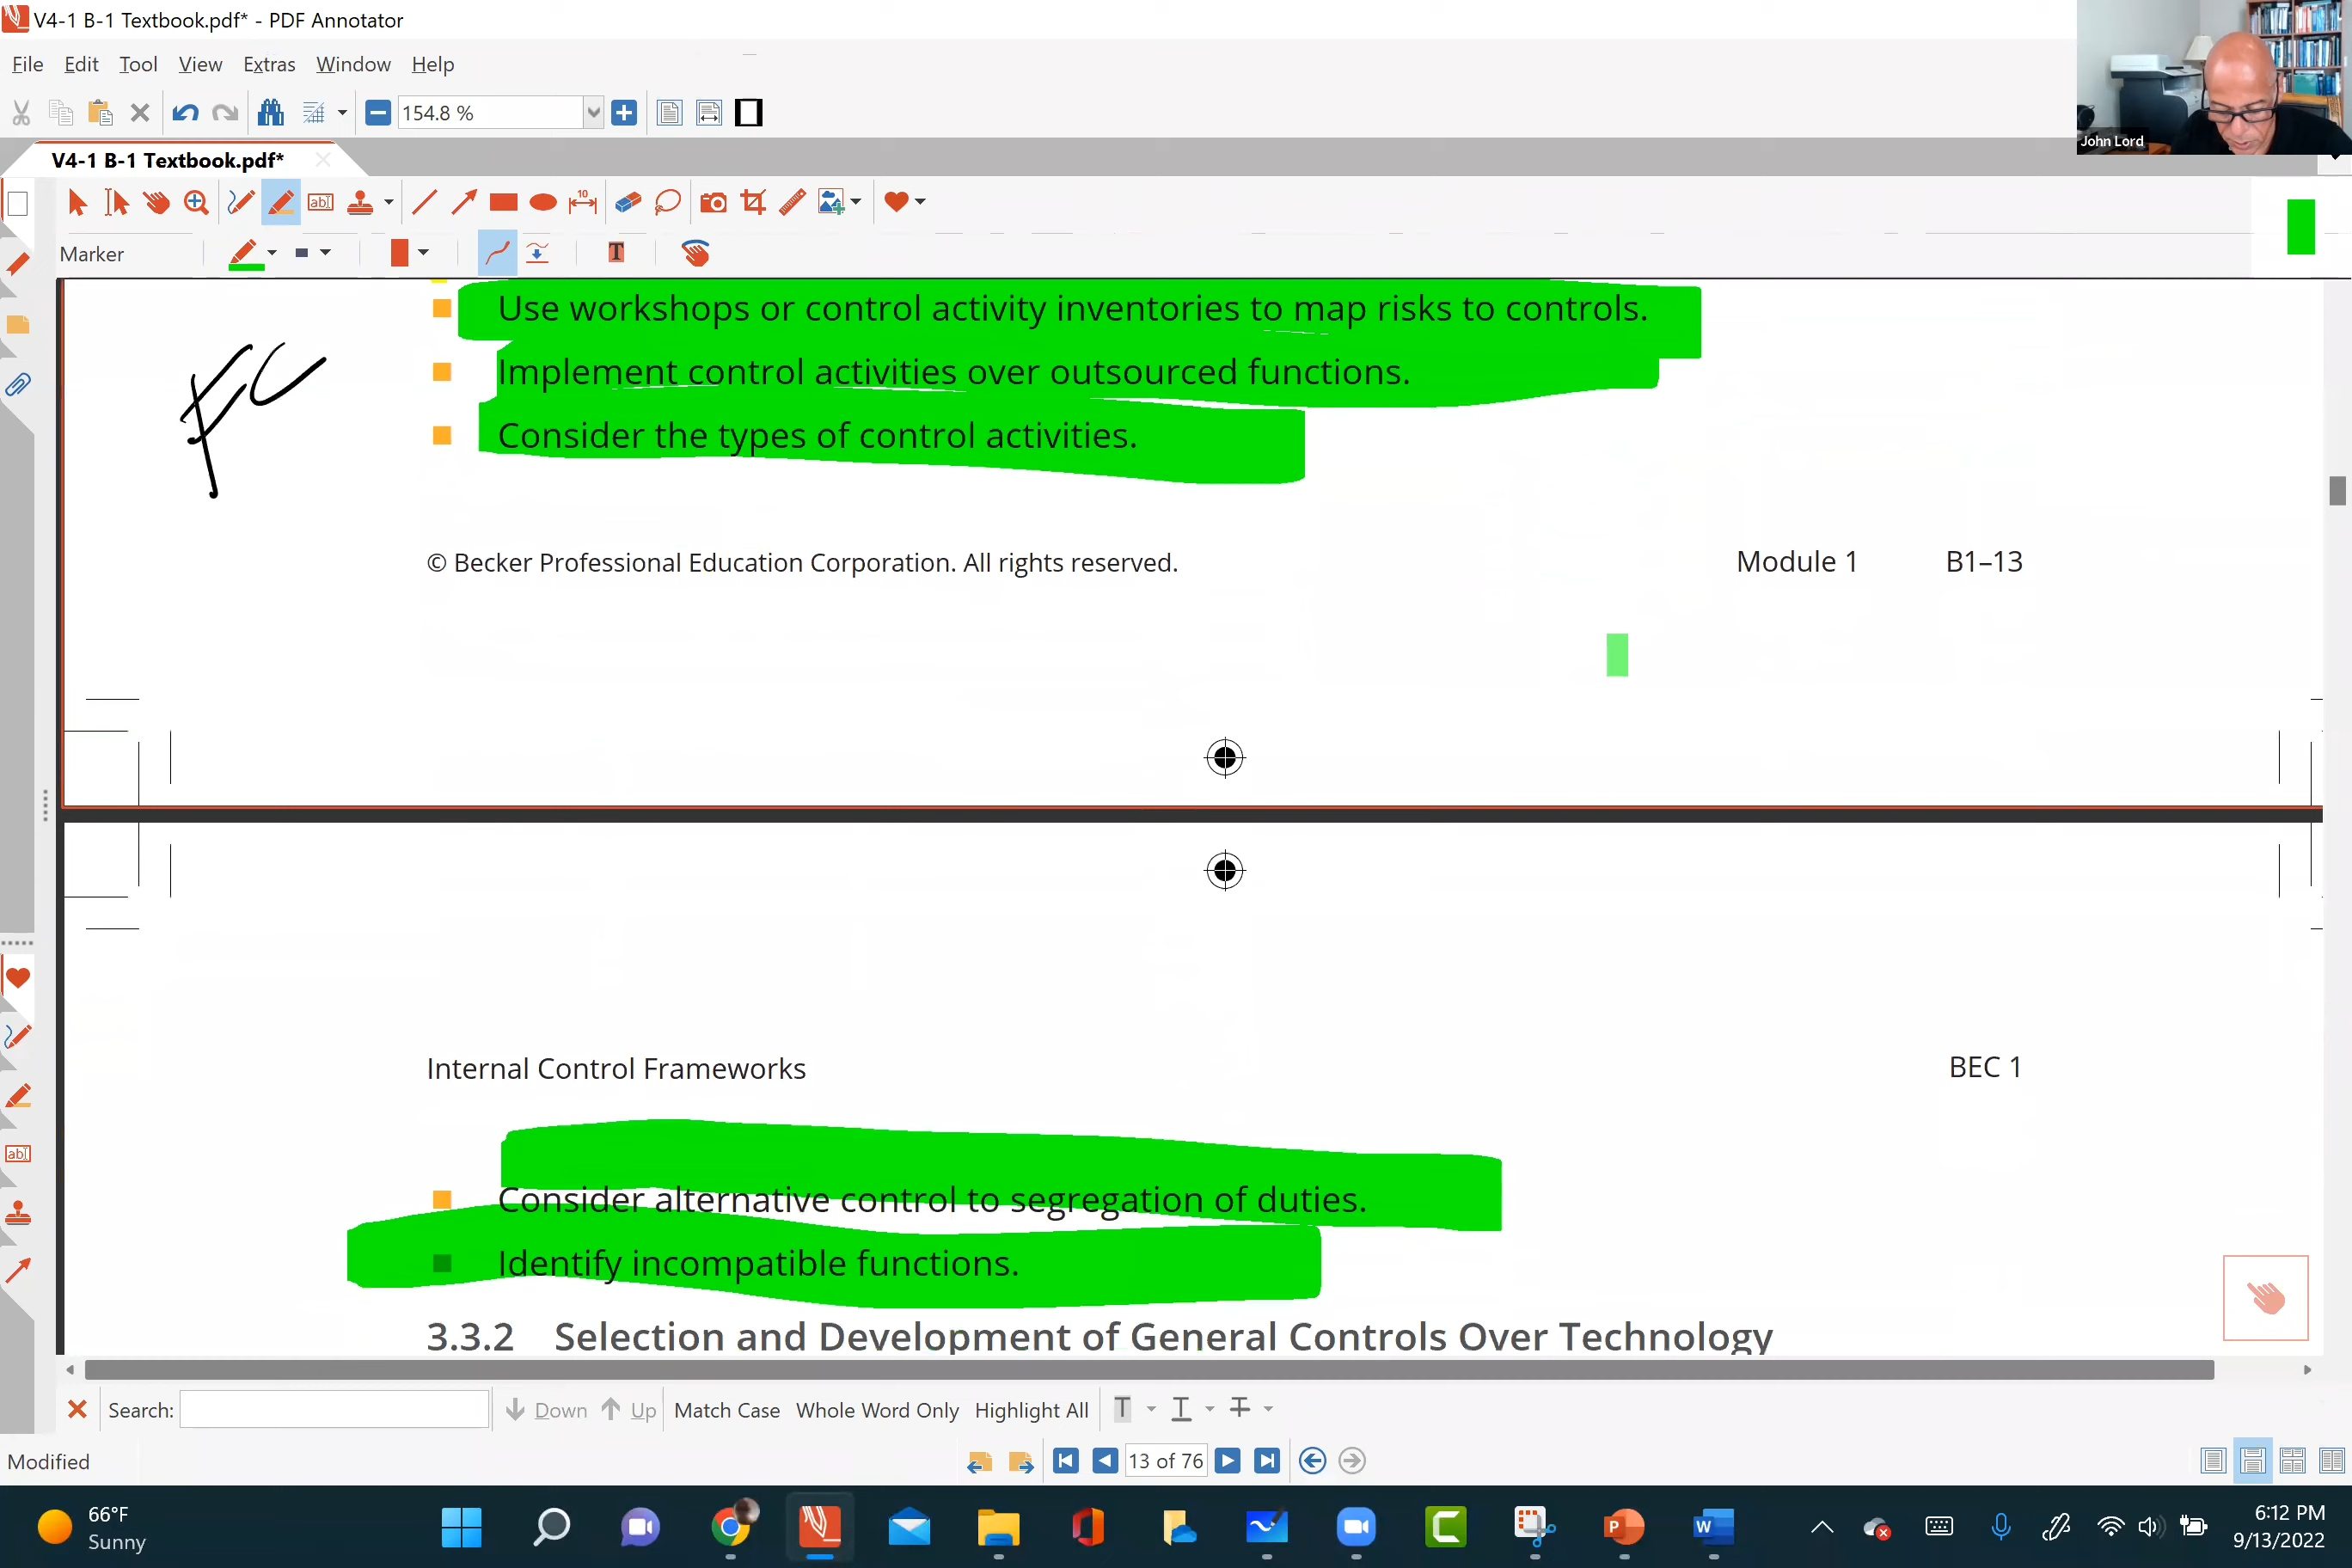 V4-1 B-1 Textbook.pdf* - PDF Annotator
File Edit Tool View Extras Window Help
154.8 %
John Lord
V4-1 B-1 Textbook.pdf*
10
Marker
Use workshops or control activity inventories to map risks to controls.
Implement control activities over outsourced functions.
Consider the types of control activities.
© Becker Professional Education Corporation. All rights reserved. Module 1 B1–13
Internal Control Frameworks BEC 1
Consider alternative control to segregation of duties.
Identify incompatible functions.
3.3.2 Selection and Development of General Controls Over Technology
Search: Down Up Match Case Whole Word Only Highlight All
Modified 13 of 76
66°F
Sunny
6:12 PM
9/13/2022